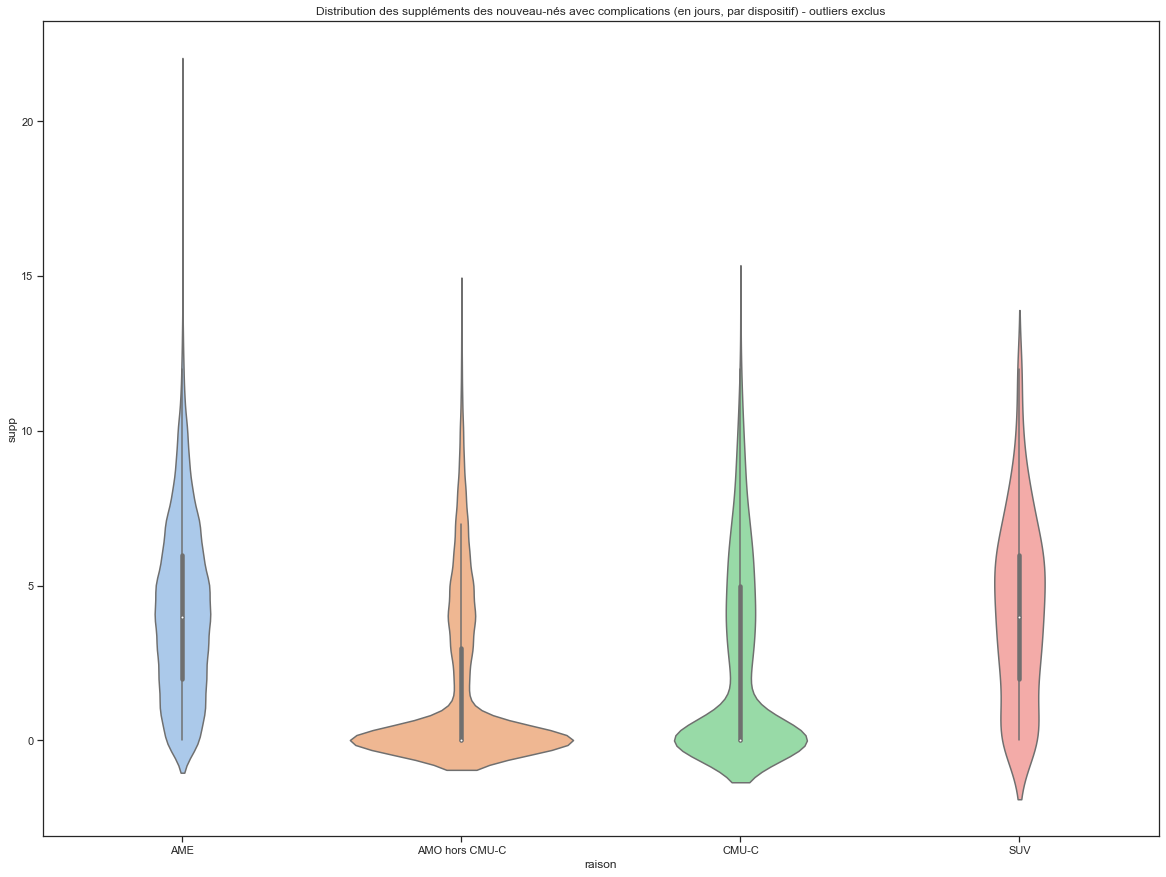 Distribution des suppléments des nouveau-nés avec complications (en jours, par dispositif) - outliers exclus
20
15
10
5
0
supp
AME AMO hors CMU-C CMU-C SUV
raison